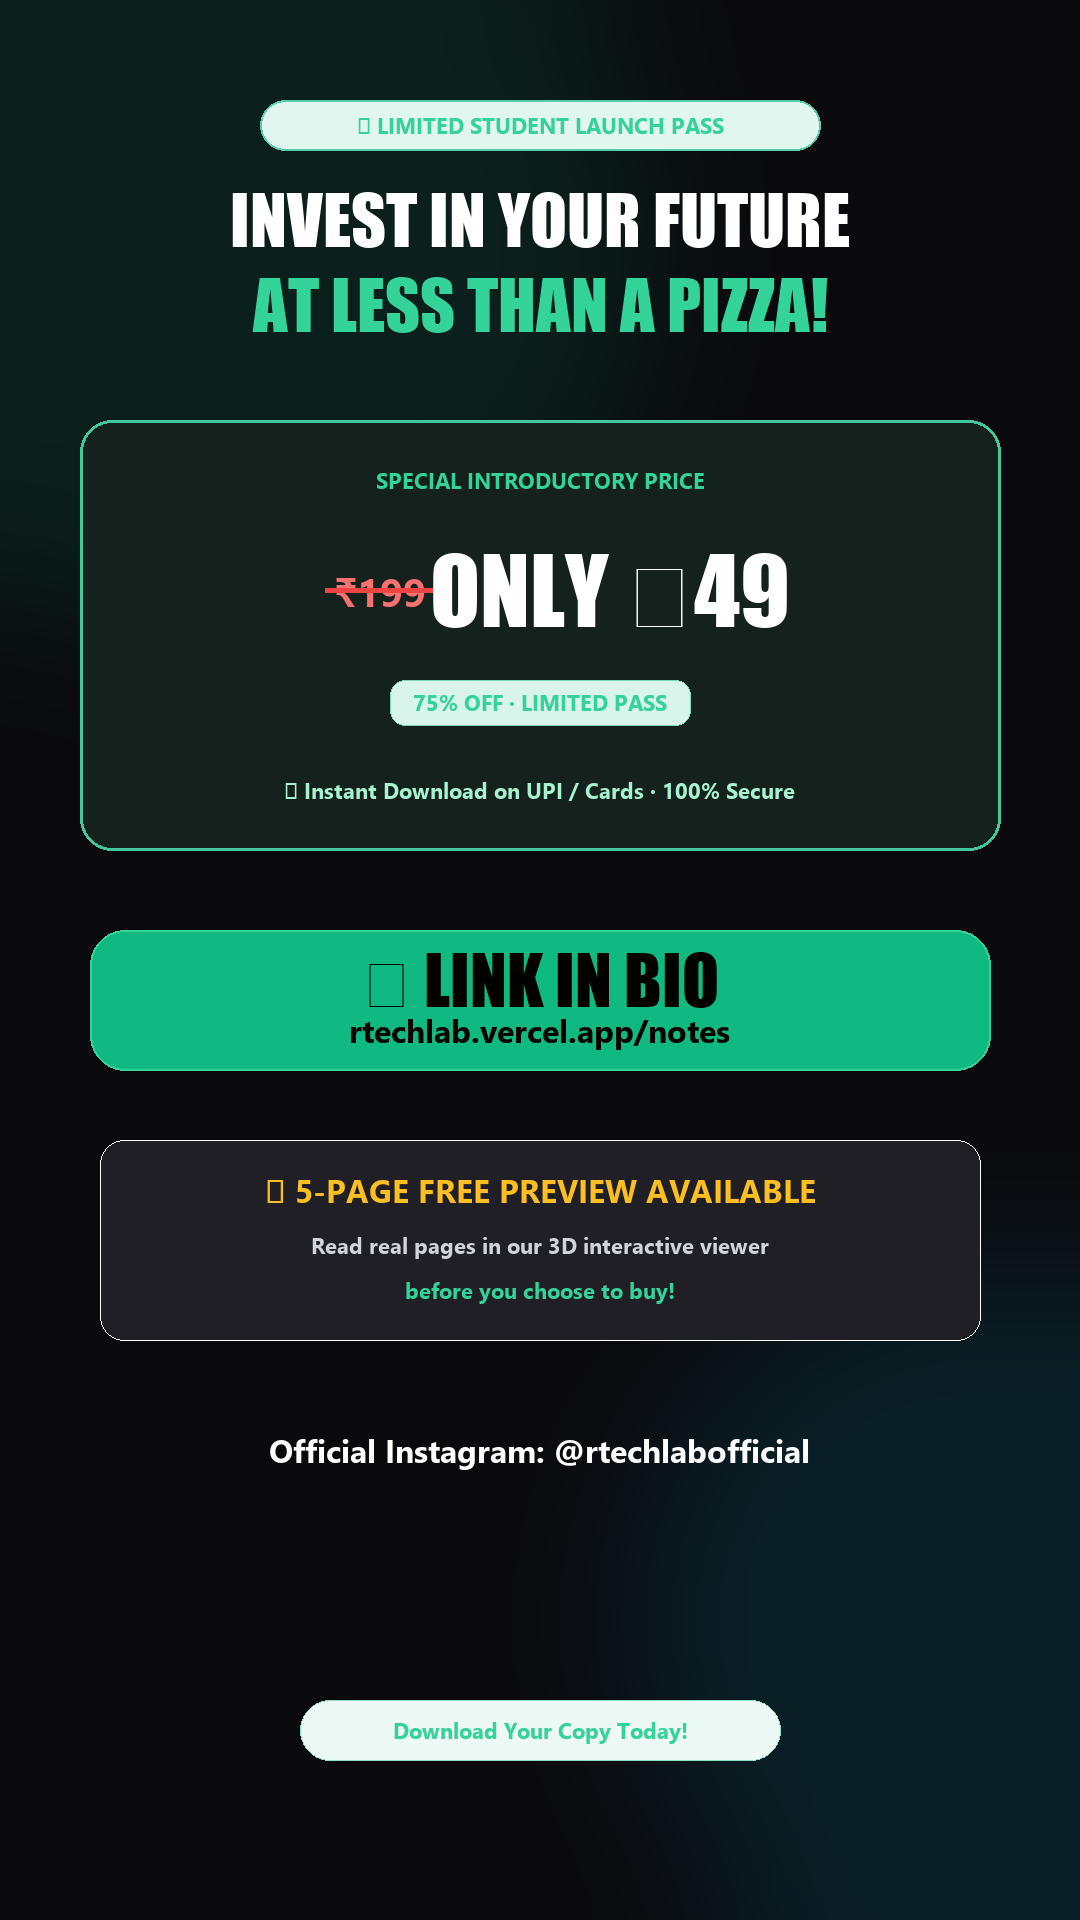 LIMITED STUDENT LAUNCH PASS
INVEST IN YOUR FUTURE
AT LESS THAN A PIZZA!
SPECIAL INTRODUCTORY PRICE
₹199 ONLY □49
75% OFF · LIMITED PASS
Instant Download on UPI / Cards · 100% Secure
LINK IN BIO
rtechlab.vercel.app/notes
5-PAGE FREE PREVIEW AVAILABLE
Read real pages in our 3D interactive viewer
before you choose to buy!
Official Instagram: @rtechlabofficial
Download Your Copy Today!